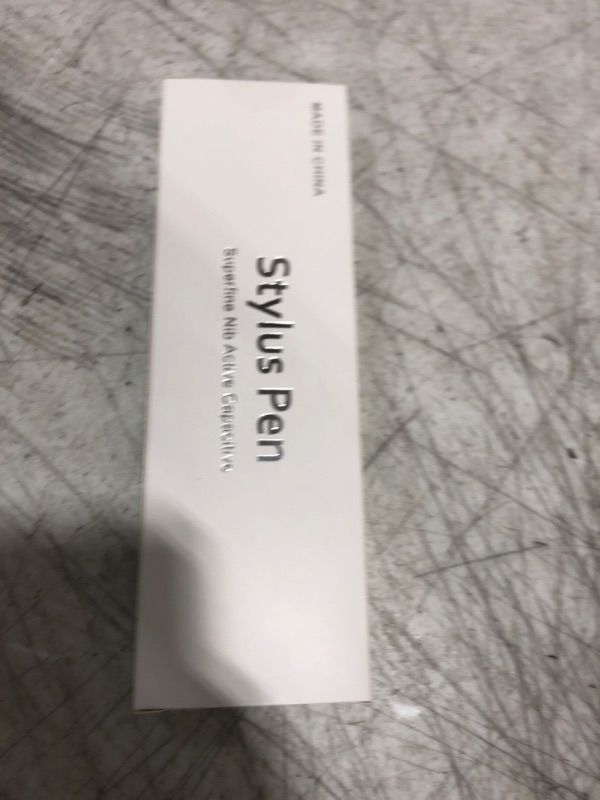 MADE IN CHINA
Stylus Pen
Superfine Nib Active Capacitive